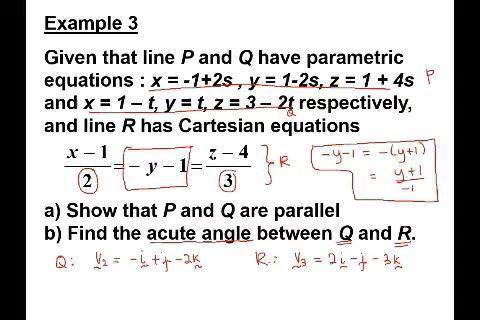 Example 3
Given that line P and Q have parametric
equations : x = -1+2s , y = 1-2s, z = 1 + 4s P
and x = 1 – t, y = t, z = 3 – 2t respectively, Q
and line R has Cartesian equations
x − 1 / 2 = − y − 1 = z − 4 / 3 } R
-y-1 = -(y+1)
= y+1 / -1
a) Show that P and Q are parallel
b) Find the acute angle between Q and R.
Q: v2 = -i + j - 2k R: v3 = 2i - j - 3k